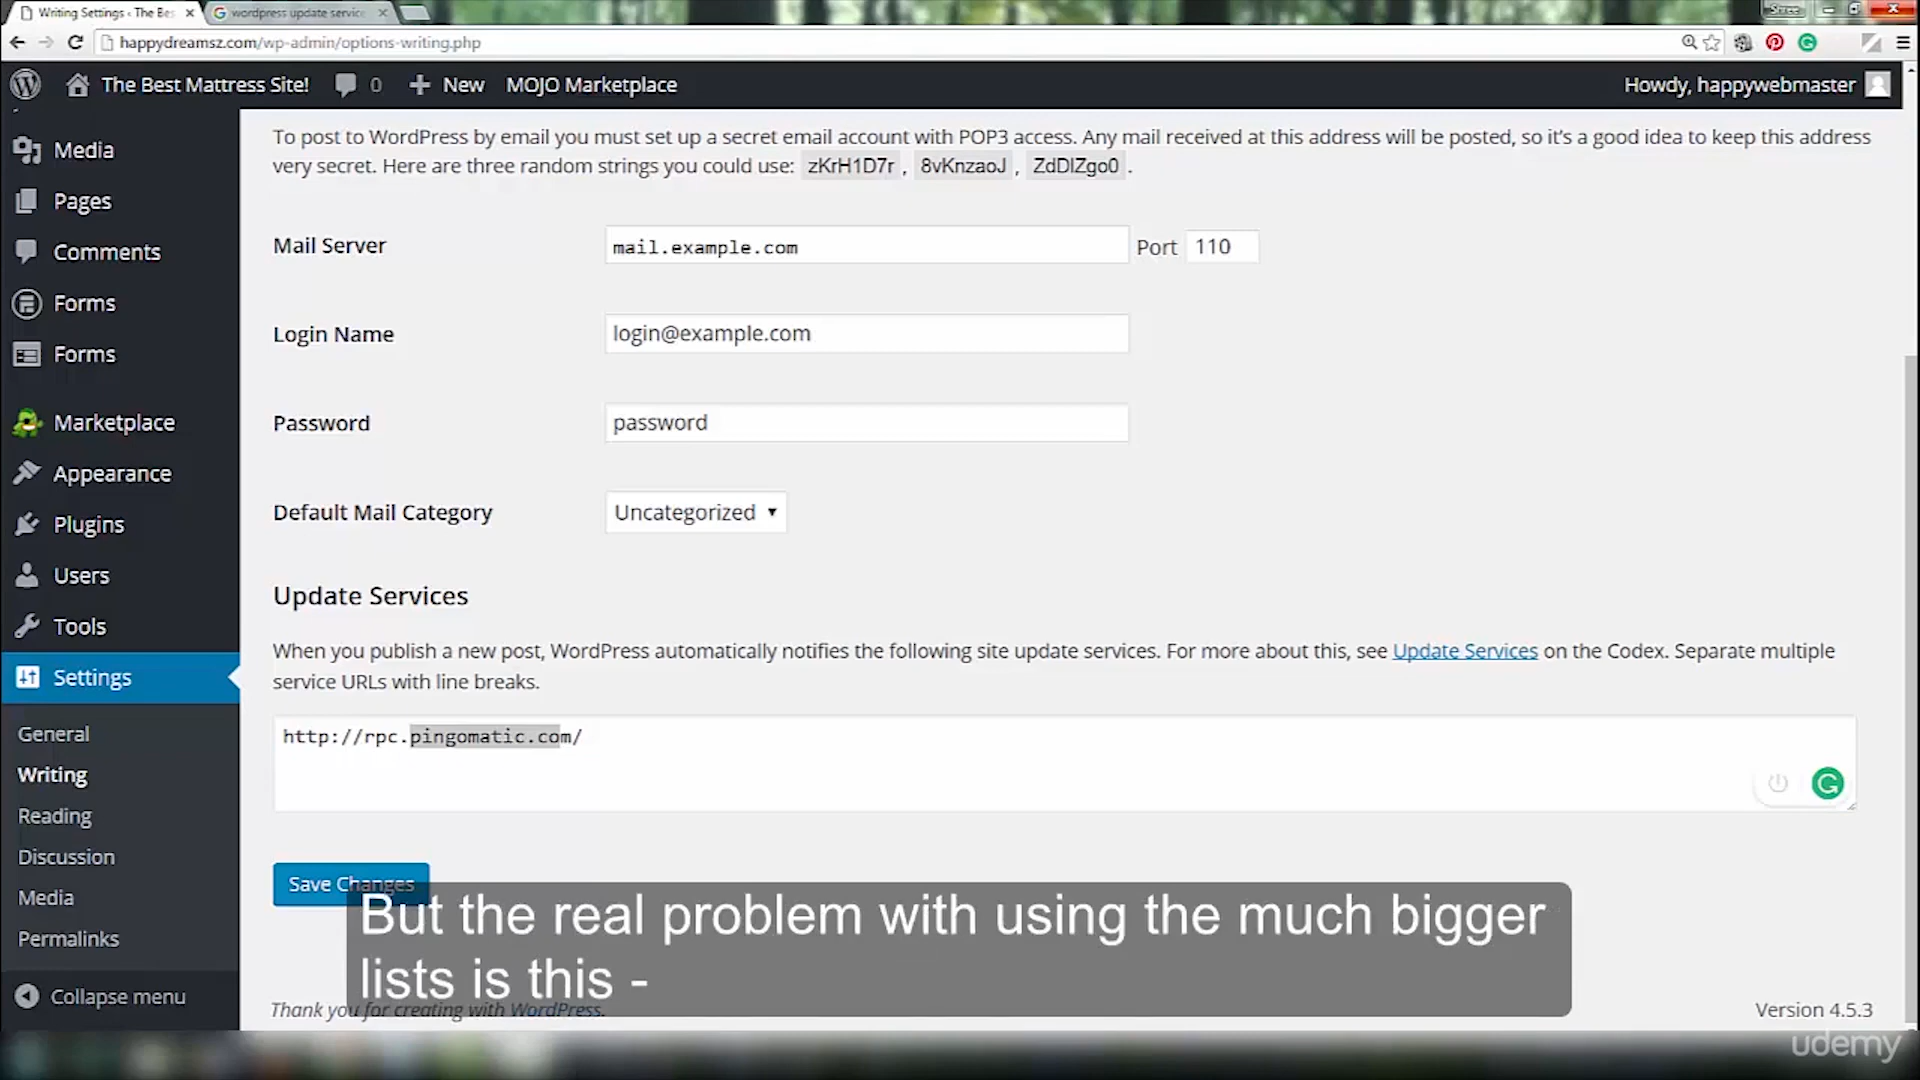 Writing Settings ‹ The Bes
wordpress update service
Shree
happydreamsz.com/wp-admin/options-writing.php
The Best Mattress Site!
0
New
MOJO Marketplace
Howdy, happywebmaster
Media
Pages
Comments
Forms
Forms
Marketplace
Appearance
Plugins
Users
Tools
Settings
General
Writing
Reading
Discussion
Media
Permalinks
Collapse menu
To post to WordPress by email you must set up a secret email account with POP3 access. Any mail received at this address will be posted, so it's a good idea to keep this address
very secret. Here are three random strings you could use: zKrH1D7r , 8vKnzaoJ , ZdDlZgo0 .
Mail Server
mail.example.com
Port 110
Login Name
login@example.com
Password
password
Default Mail Category
Uncategorized
Update Services
When you publish a new post, WordPress automatically notifies the following site update services. For more about this, see Update Services on the Codex. Separate multiple
service URLs with line breaks.
http://rpc.pingomatic.com/
Save Changes
But the real problem with using the much bigger
lists is this -
Thank you for creating with WordPress.
Version 4.5.3
udemy